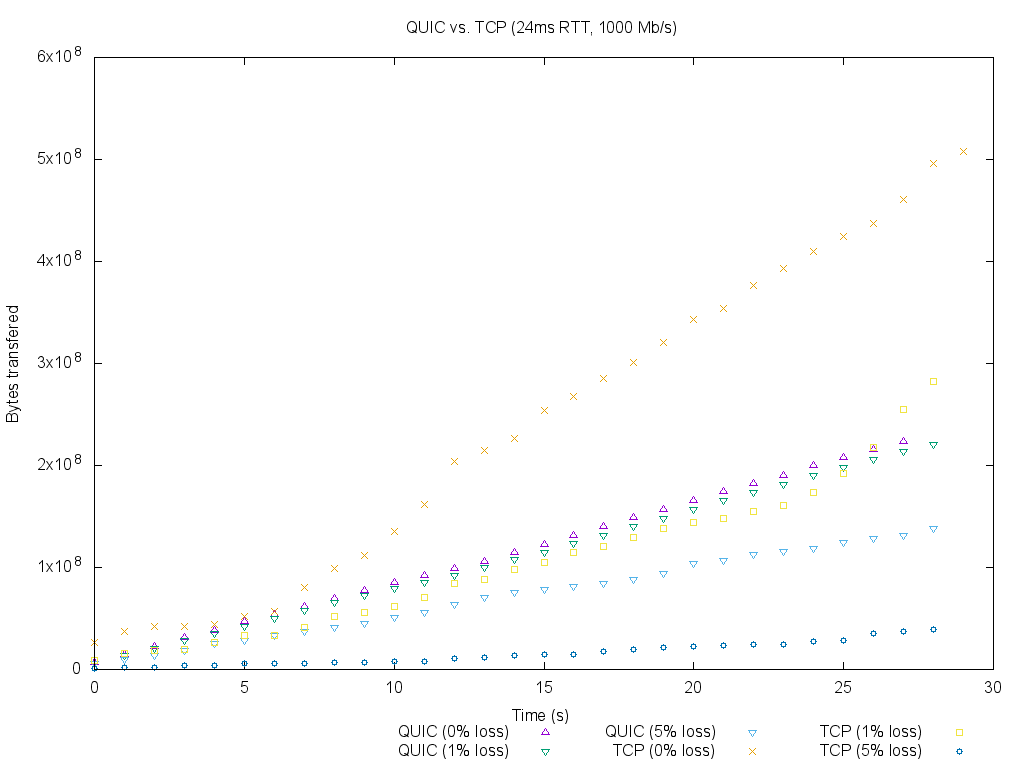 QUIC vs. TCP (24ms RTT, 1000 Mb/s)
6x10^8
5x10^8
4x10^8
3x10^8
2x10^8
1x10^8
0
Bytes transfered
0 5 10 15 20 25 30
Time (s)
QUIC (0% loss) QUIC (5% loss) TCP (1% loss)
QUIC (1% loss) TCP (0% loss) TCP (5% loss)